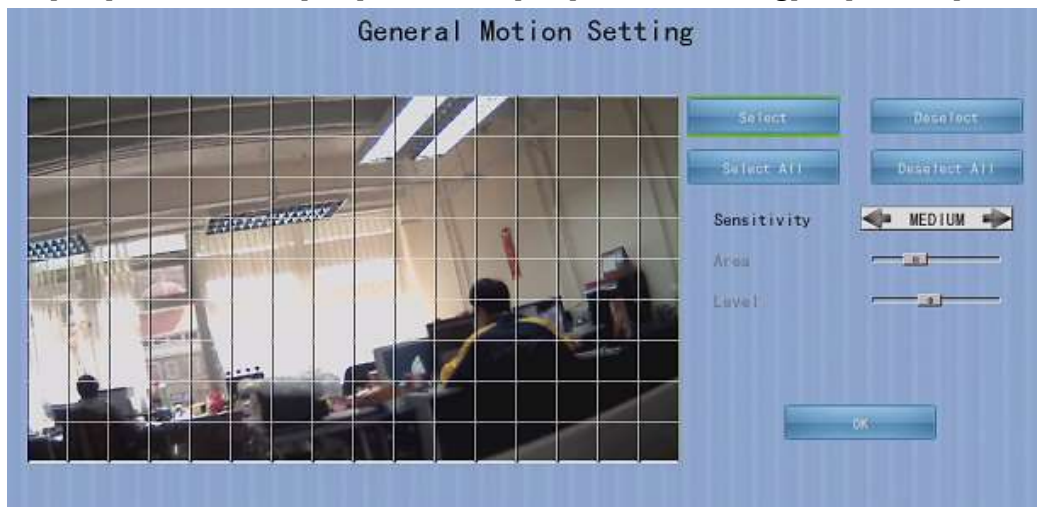 General Motion Setting
Select Deselect
Select All Deselect All
Sensitivity MEDIUM
Area
Level
OK